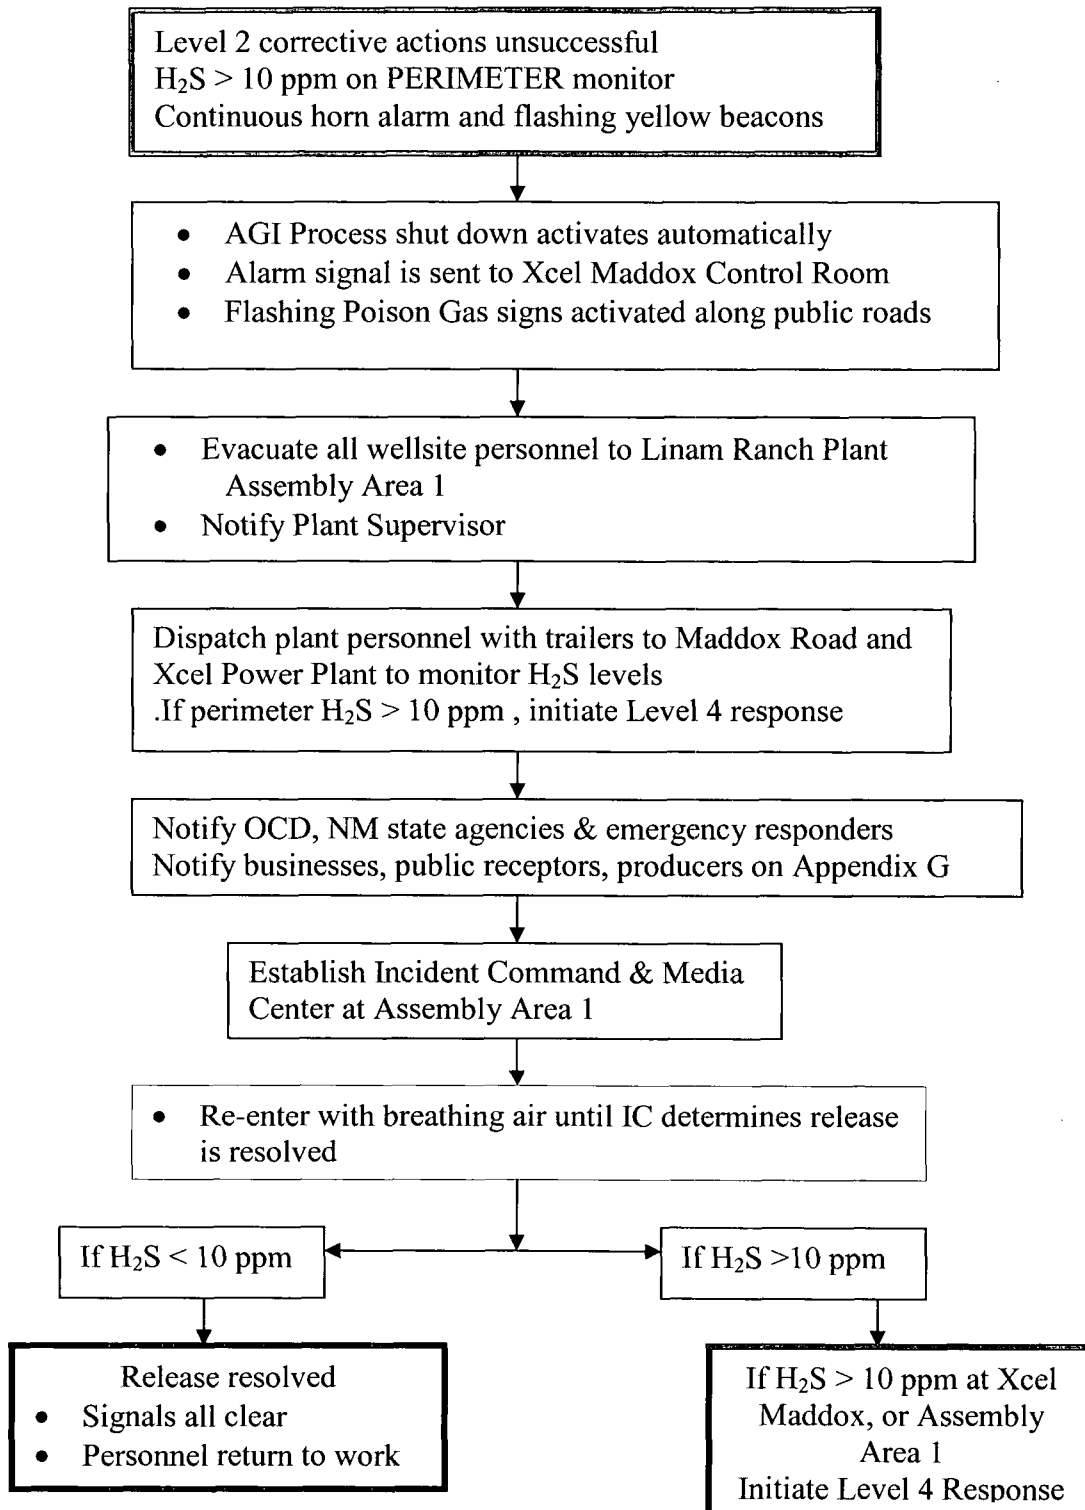 Level 2 corrective actions unsuccessful
H₂S > 10 ppm on PERIMETER monitor
Continuous horn alarm and flashing yellow beacons
• AGI Process shut down activates automatically
• Alarm signal is sent to Xcel Maddox Control Room
• Flashing Poison Gas signs activated along public roads
• Evacuate all wellsite personnel to Linam Ranch Plant
Assembly Area 1
• Notify Plant Supervisor
Dispatch plant personnel with trailers to Maddox Road and
Xcel Power Plant to monitor H₂S levels
.If perimeter H₂S > 10 ppm , initiate Level 4 response
Notify OCD, NM state agencies & emergency responders
Notify businesses, public receptors, producers on Appendix G
Establish Incident Command & Media
Center at Assembly Area 1
• Re-enter with breathing air until IC determines release
is resolved
If H₂S < 10 ppm
If H₂S >10 ppm
Release resolved
• Signals all clear
• Personnel return to work
If H₂S > 10 ppm at Xcel
Maddox, or Assembly
Area 1
Initiate Level 4 Response